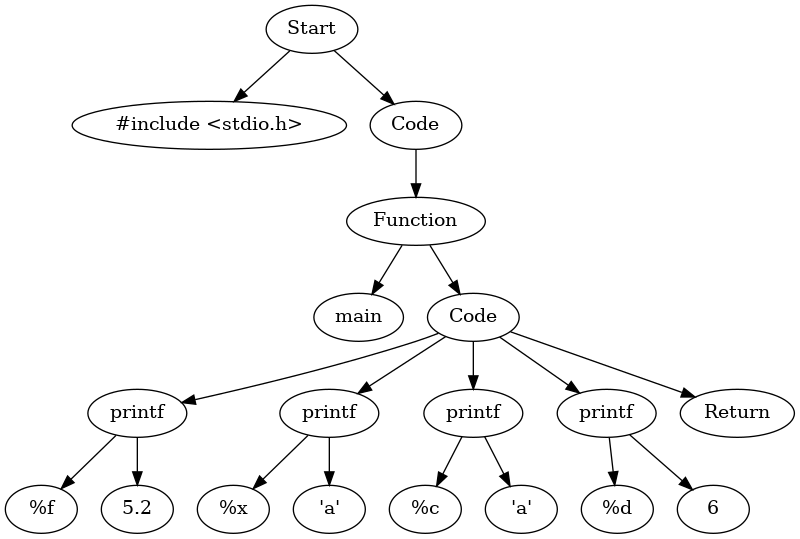 Start
#include <stdio.h>
Code
Function
main
Code
printf
printf
printf
printf
Return
%f
5.2
%x
'a'
%c
'a'
%d
6